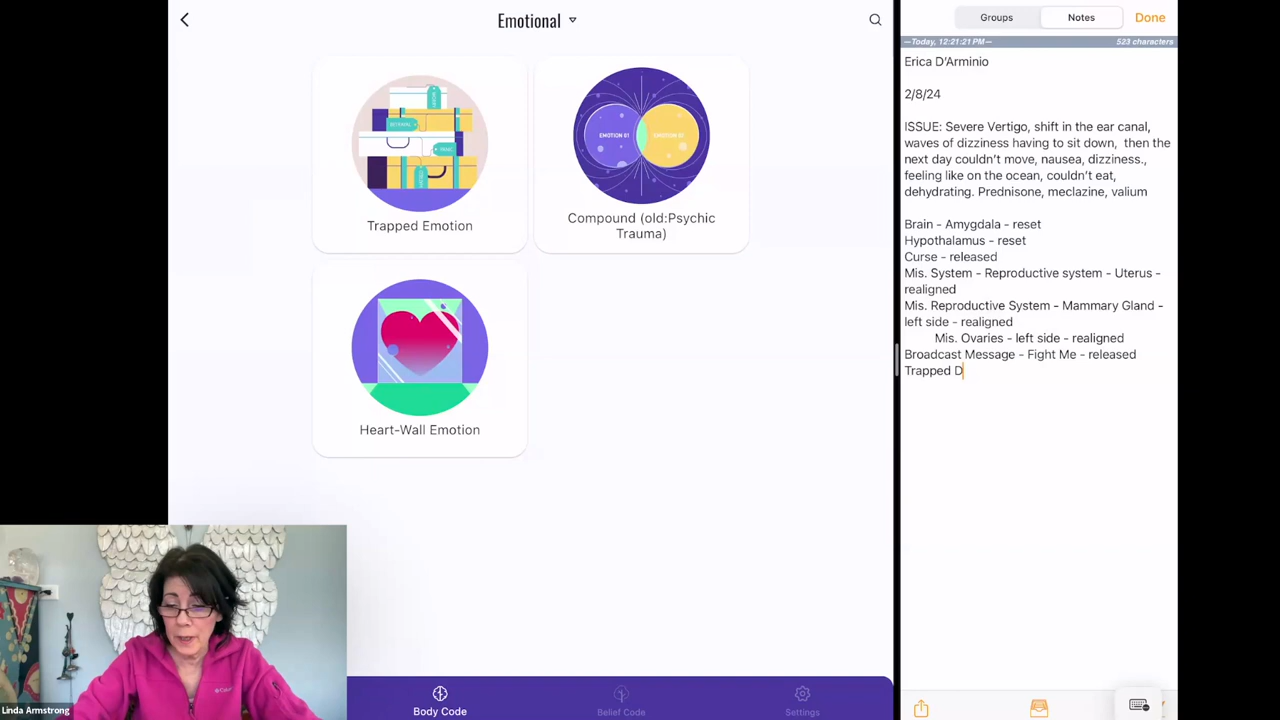 Emotional
Trapped Emotion
EMOTION 01
Compound (old:Psychic
Trauma)
Heart-Wall Emotion
Body Code
Belief Code
Settings
Linda Armstrong
Groups
Notes
Done
—Today, 12:21:21 PM—
523 characters
Erica D'Arminio
2/8/24
ISSUE: Severe Vertigo, shift in the ear canal,
waves of dizziness having to sit down, then the
next day couldn't move, nausea, dizziness.,
feeling like on the ocean, couldn't eat,
dehydrating. Prednisone, meclazine, valium
Brain - Amygdala - reset
Hypothalamus - reset
Curse - released
Mis. System - Reproductive system - Uterus -
realigned
Mis. Reproductive System - Mammary Gland -
left side - realigned
Mis. Ovaries - left side - realigned
Broadcast Message - Fight Me - released
Trapped D